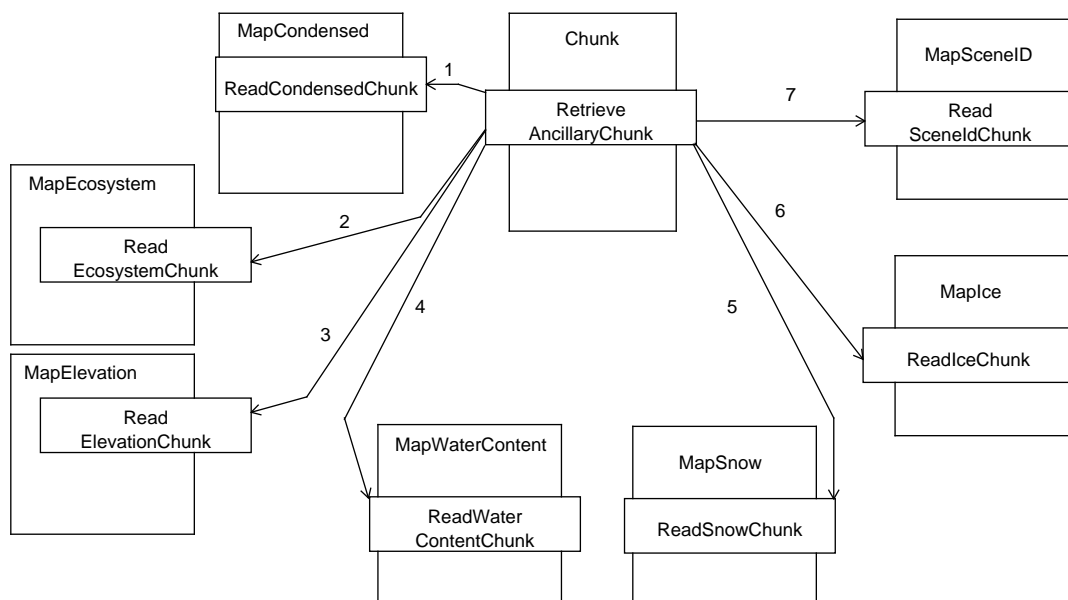 MapCondensed
ReadCondensedChunk
1
Chunk
Retrieve
AncillaryChunk
7
MapSceneID
Read
SceneIdChunk
MapEcosystem
Read
EcosystemChunk
2
6
MapElevation
Read
ElevationChunk
3
4
5
MapIce
ReadIceChunk
MapWaterContent
ReadWater
ContentChunk
MapSnow
ReadSnowChunk